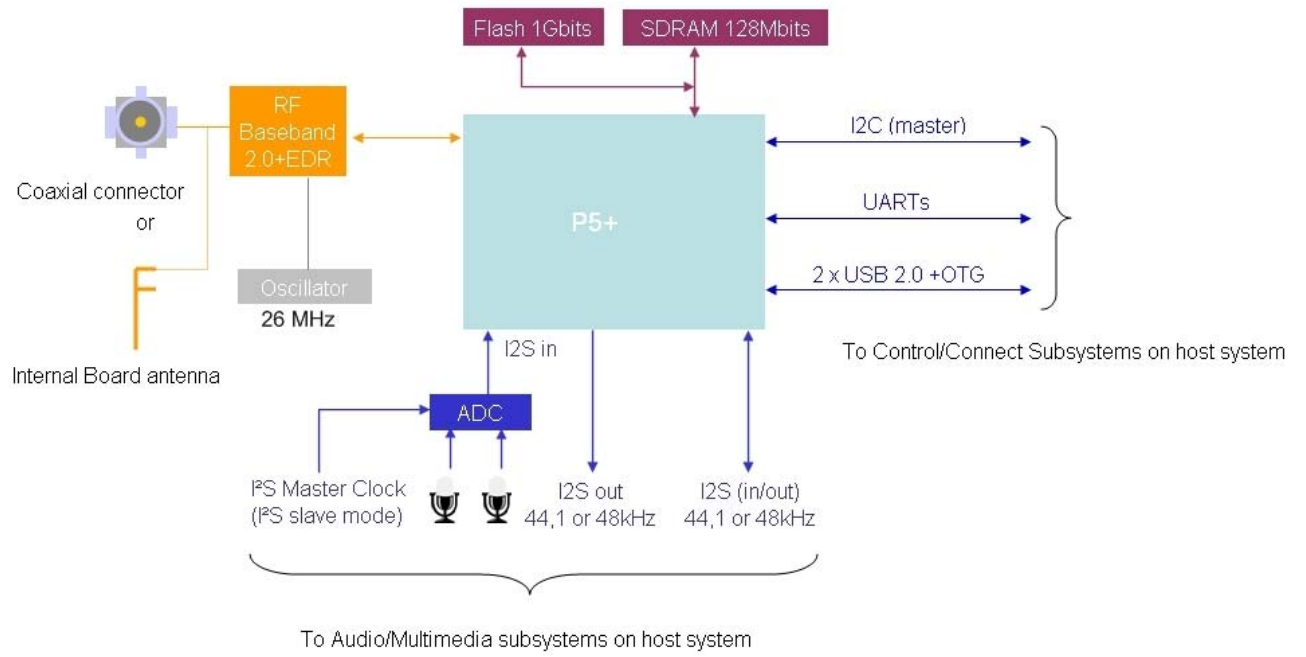 Flash 1Gbits
SDRAM 128Mbits
RF
Baseband
2.0+EDR
Coaxial connector
or
Oscillator
26 MHz
Internal Board antenna
P5+
I2C (master)
UARTs
2 x USB 2.0 +OTG
To Control/Connect Subsystems on host system
I2S in
ADC
I²S Master Clock
(I²S slave mode)
I2S out
44,1 or 48kHz
I2S (in/out)
44,1 or 48kHz
To Audio/Multimedia subsystems on host system